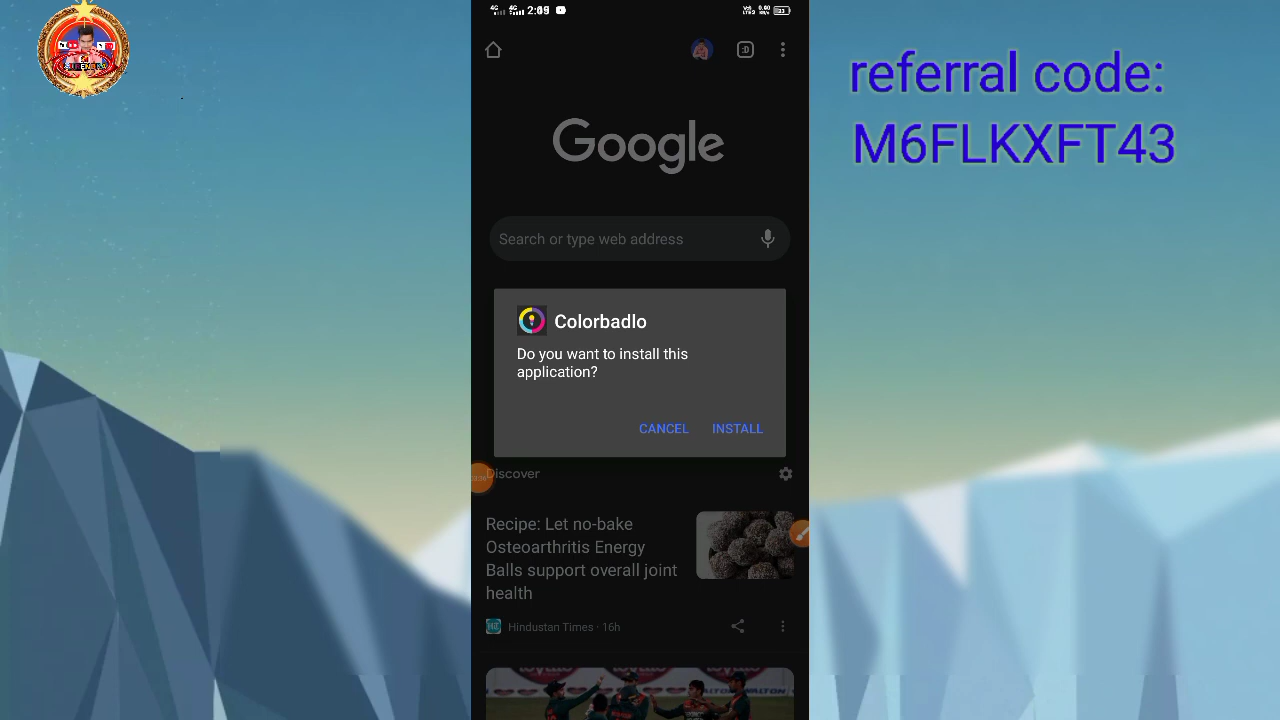 referral code:
M6FLKXFT43
Google
Search or type web address
Colorbadlo
Do you want to install this
application?
CANCEL
INSTALL
Discover
Recipe: Let no-bake
Osteoarthritis Energy
Balls support overall joint
health
Hindustan Times · 16h